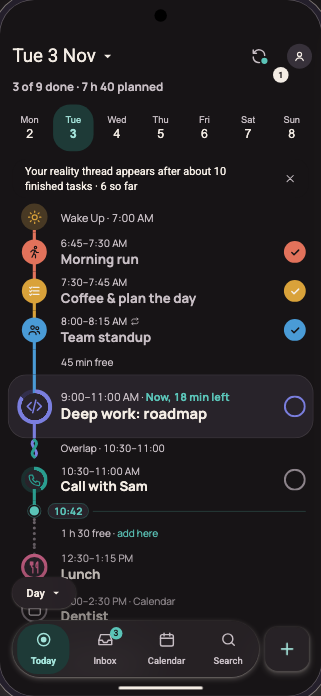 Tue 3 Nov
1
3 of 9 done · 7 h 40 planned
Mon Tue Wed Thu Fri Sat Sun
2 3 4 5 6 7 8
Your reality thread appears after about 10
finished tasks · 6 so far
Wake Up · 7:00 AM
6:45–7:30 AM
Morning run
7:30–7:45 AM
Coffee & plan the day
8:00–8:15 AM
Team standup
45 min free
9:00–11:00 AM · Now, 18 min left
Deep work: roadmap
Overlap · 10:30–11:00
10:30–11:00 AM
Call with Sam
10:42
1 h 30 free · add here
12:30–1:15 PM
Lunch
Day
:00–2:30 PM · Calendar
Dentist
3
Today Inbox Calendar Search